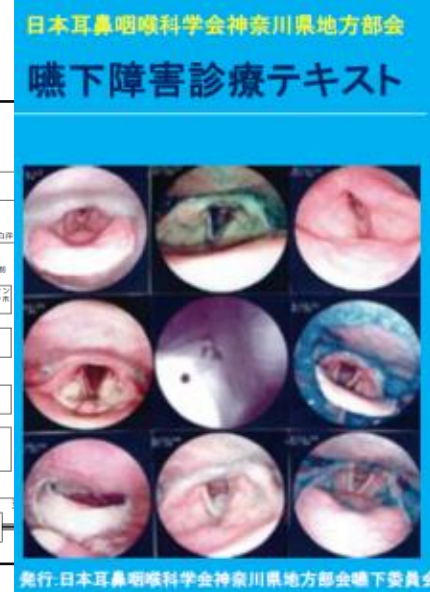 日本耳鼻咽喉科学会神奈川県地方部会
嚥下障害診療テキスト
発行:日本耳鼻咽喉科学会神奈川県地方部会嚥下委員会